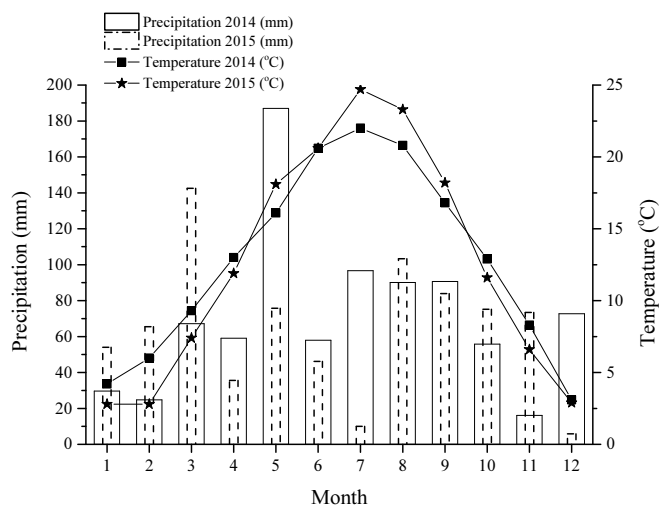 Precipitation 2014 (mm)
Precipitation 2015 (mm)
Temperature 2014 (°C)
Temperature 2015 (°C)
200
180
160
140
120
100
80
60
40
20
0
Precipitation (mm)
25
20
15
10
5
0
Temperature (°C)
1 2 3 4 5 6 7 8 9 10 11 12
Month